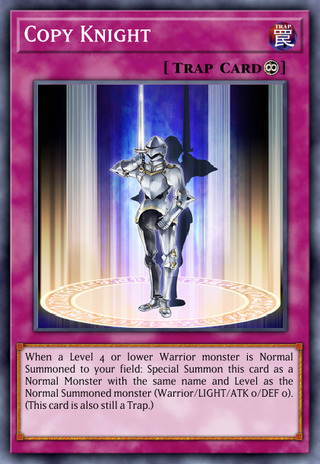 Copy Knight
TRAP
罠
[Trap Card]
When a Level 4 or lower Warrior monster is Normal
Summoned to your field: Special Summon this card as a
Normal Monster with the same name and Level as the
Normal Summoned monster (Warrior/LIGHT/ATK 0/DEF 0).
(This card is also still a Trap.)